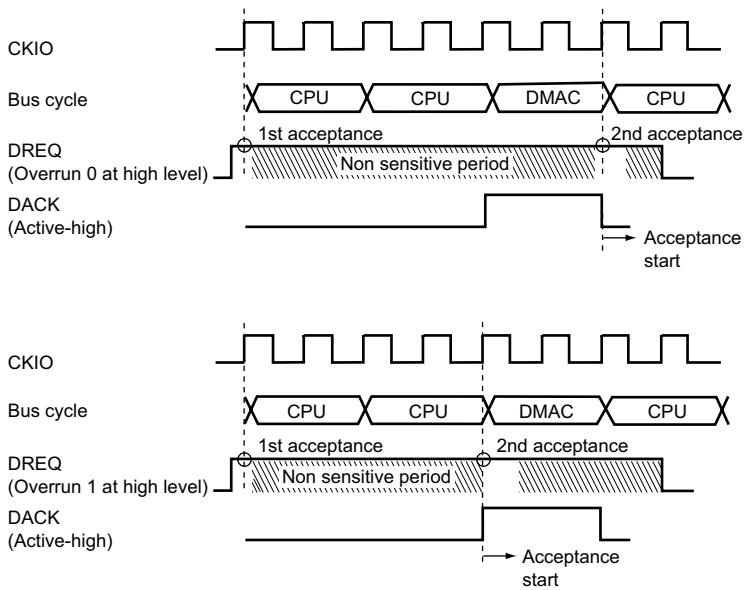 CKIO
Bus cycle
CPU
CPU
DMAC
CPU
DREQ
(Overrun 0 at high level)
1st acceptance
2nd acceptance
Non sensitive period
DACK
(Active-high)
Acceptance
start
CKIO
Bus cycle
CPU
CPU
DMAC
CPU
DREQ
(Overrun 1 at high level)
1st acceptance
2nd acceptance
Non sensitive period
DACK
(Active-high)
Acceptance
start